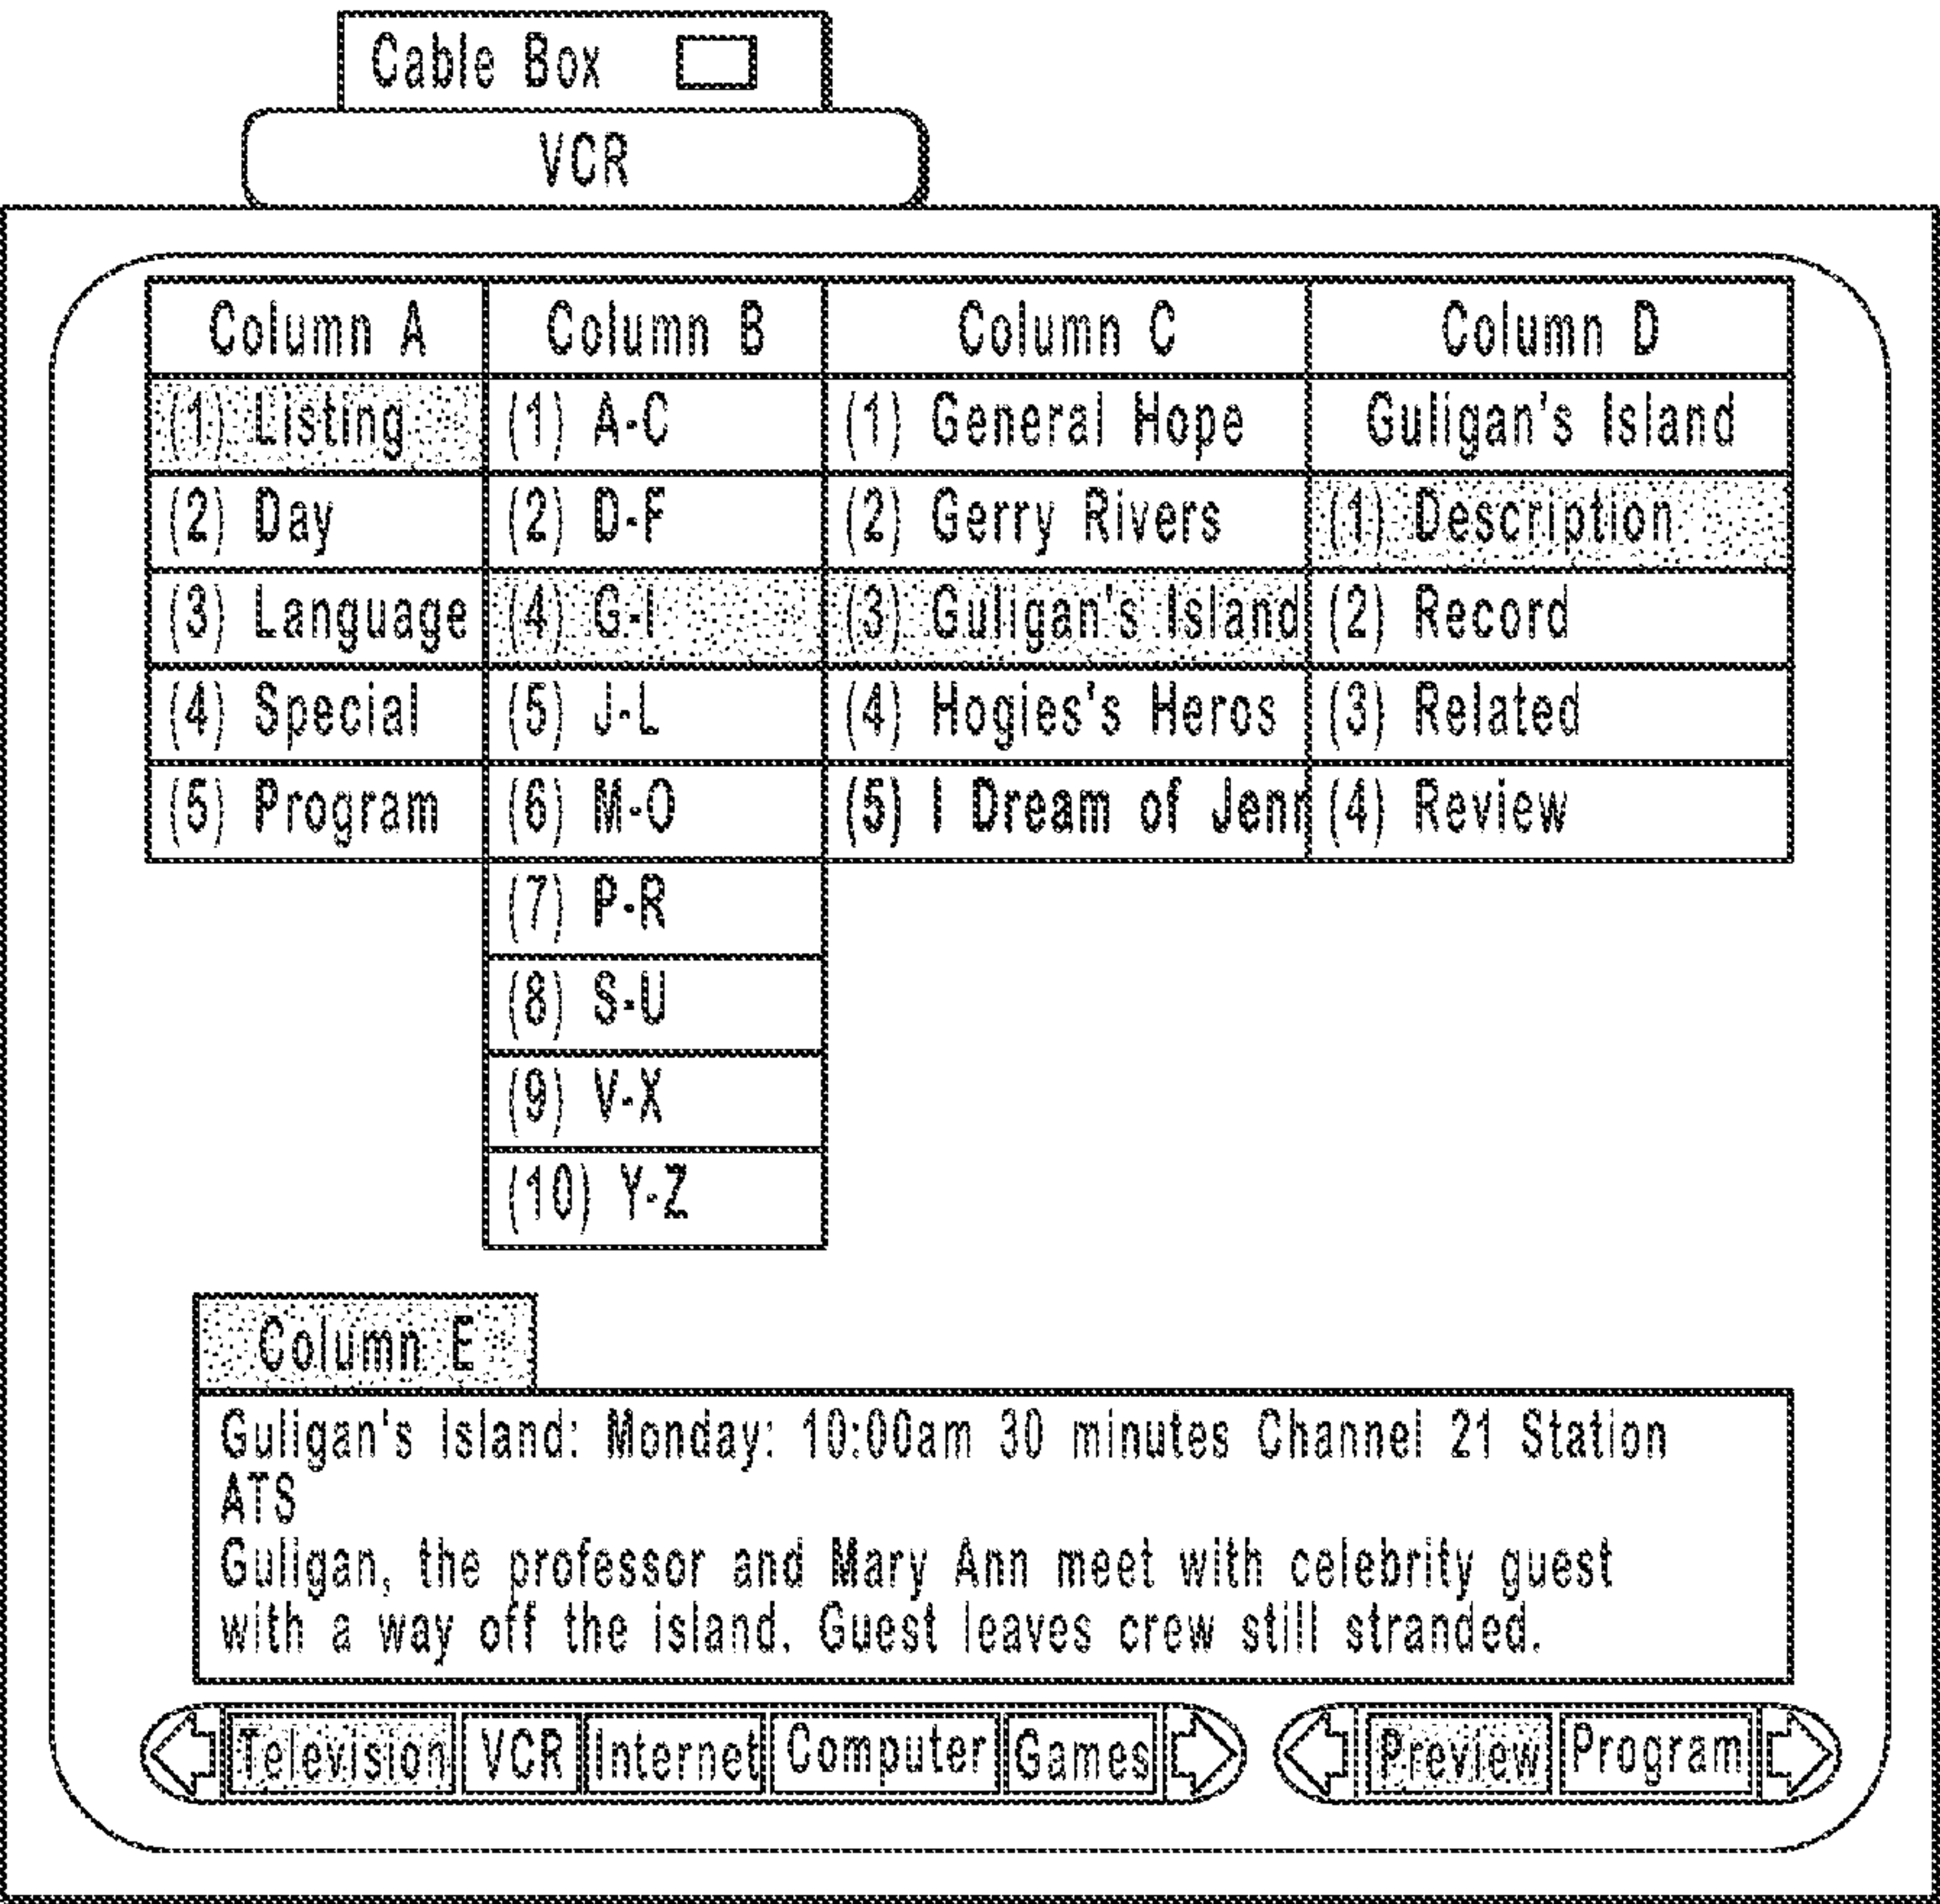 Cable Box
VCR
Column A Column B Column C Column D
(1) Listing (1) A-C (1) General Hope Guligan's Island
(2) Day (2) D-F (2) Gerry Rivers (1) Description
(3) Language (4) G-I (3) Guligan's Island (2) Record
(4) Special (5) J-L (4) Hogies's Heros (3) Related
(5) Program (6) M-O (5) I Dream of Jenn (4) Review
(7) P-R
(8) S-U
(9) V-X
(10) Y-Z
Column E
Guligan's Island: Monday: 10:00am 30 minutes Channel 21 Station
ATS
Guligan, the professor and Mary Ann meet with celebrity guest
with a way off the island. Guest leaves crew still stranded.
Television VCR Internet Computer Games Preview Program